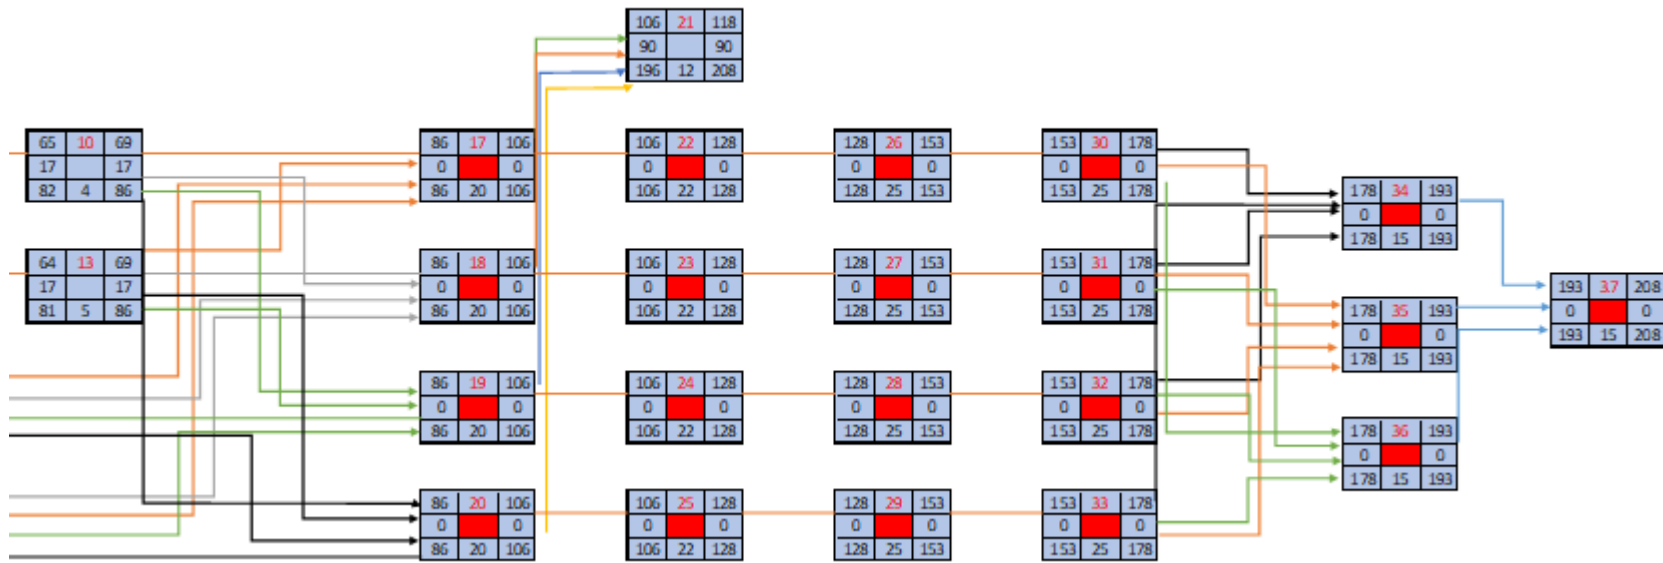 106 21 118
90 90
196 12 208
65 10 69
17 17
82 4 86
86 17 106
0 0
86 20 106
106 22 128
0 0
106 22 128
128 26 153
0 0
128 25 153
153 30 178
0 0
153 25 178
178 34 193
0 0
178 15 193
64 13 69
17 17
81 5 86
86 18 106
0 0
86 20 106
106 23 128
0 0
106 22 128
128 27 153
0 0
128 25 153
153 31 178
0 0
153 25 178
193 37 208
0 0
193 15 208
178 35 193
0 0
178 15 193
86 19 106
0 0
86 20 106
106 24 128
0 0
106 22 128
128 28 153
0 0
128 25 153
153 32 178
0 0
153 25 178
178 36 193
0 0
178 15 193
86 20 106
0 0
86 20 106
106 25 128
0 0
106 22 128
128 29 153
0 0
128 25 153
153 33 178
0 0
153 25 178